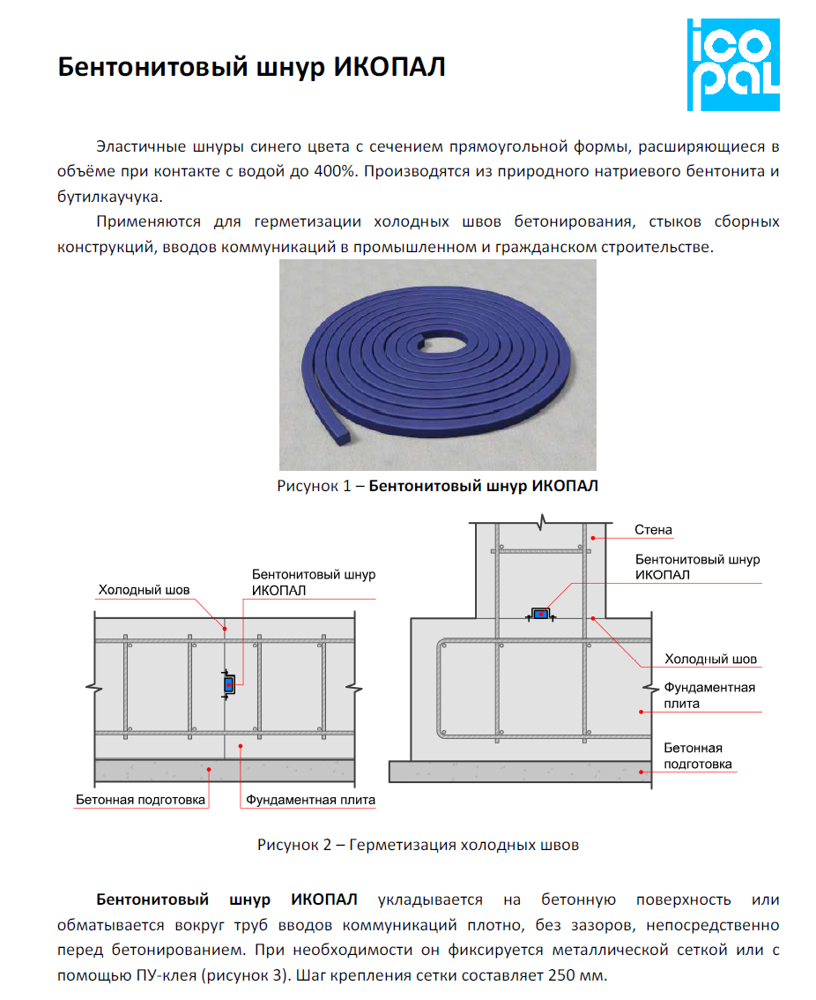 Бентонитовый шнур ИКОПАЛ
icopal
Эластичные шнуры синего цвета с сечением прямоугольной формы, расширяющиеся в
объёме при контакте с водой до 400%. Производятся из природного натриевого бентонита и
бутилкаучука.
Применяются для герметизации холодных швов бетонирования, стыков сборных
конструкций, вводов коммуникаций в промышленном и гражданском строительстве.
Рисунок 1 – Бентонитовый шнур ИКОПАЛ
Холодный шов
Бентонитовый шнур
ИКОПАЛ
Бетонная подготовка
Фундаментная плита
Стена
Бентонитовый шнур
ИКОПАЛ
Холодный шов
Фундаментная
плита
Бетонная
подготовка
Рисунок 2 – Герметизация холодных швов
Бентонитовый шнур ИКОПАЛ укладывается на бетонную поверхность или
обматывается вокруг труб вводов коммуникаций плотно, без зазоров, непосредственно
перед бетонированием. При необходимости он фиксируется металлической сеткой или с
помощью ПУ-клея (рисунок 3). Шаг крепления сетки составляет 250 мм.